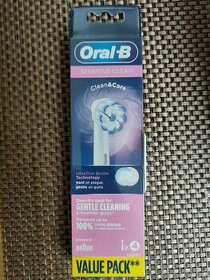 Oral-B
SENSITIVE CLEAN
Clean&Care
UltraThin Bristle
Technology
Hard on plaque
gentle on gums
Oral-B's best for
GENTLE CLEANING
& healthier gums*
Removes up to
100% more plaque
BRAUN
1x4
VALUE PACK**